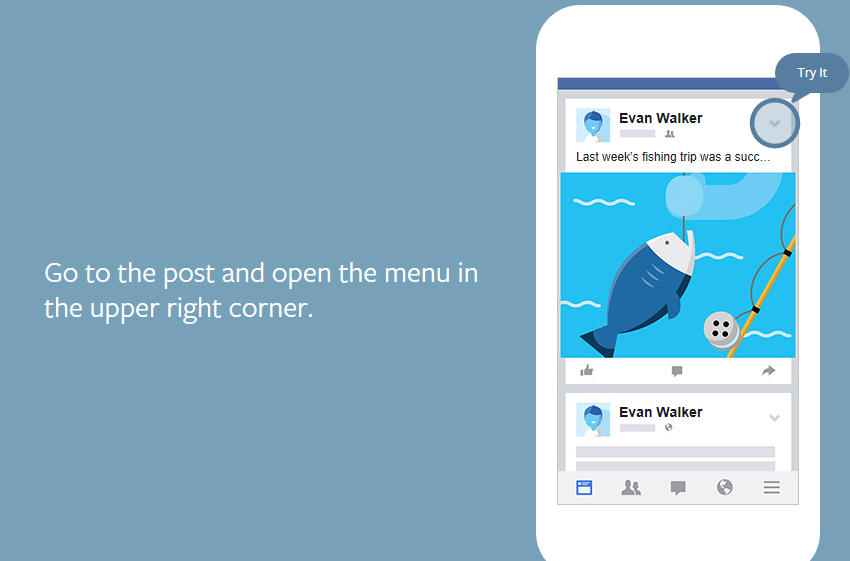 Try It
Evan Walker
Last week's fishing trip was a succ...
Go to the post and open the menu in
the upper right corner.
Evan Walker